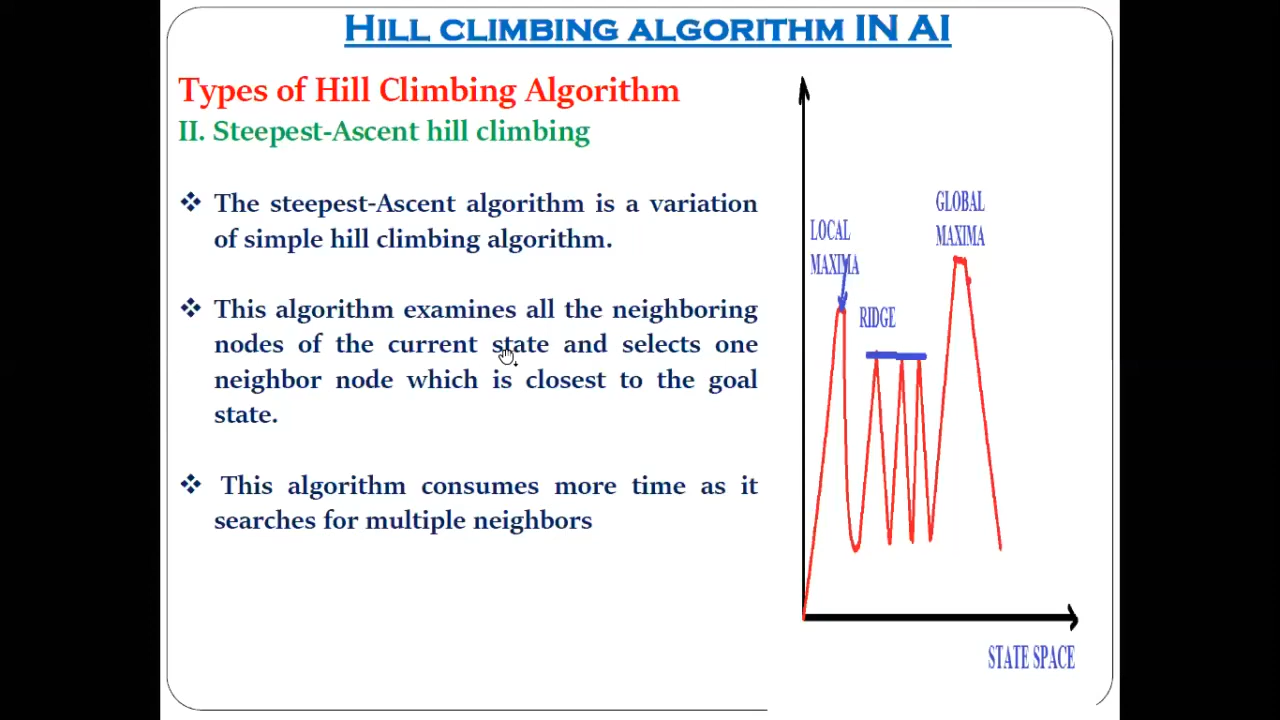 HILL CLIMBING ALGORITHM IN AI
Types of Hill Climbing Algorithm
II. Steepest-Ascent hill climbing
❖ The steepest-Ascent algorithm is a variation
of simple hill climbing algorithm.
❖ This algorithm examines all the neighboring
nodes of the current state and selects one
neighbor node which is closest to the goal
state.
❖ This algorithm consumes more time as it
searches for multiple neighbors
LOCAL
MAXIMA
RIDGE
GLOBAL
MAXIMA
STATE SPACE